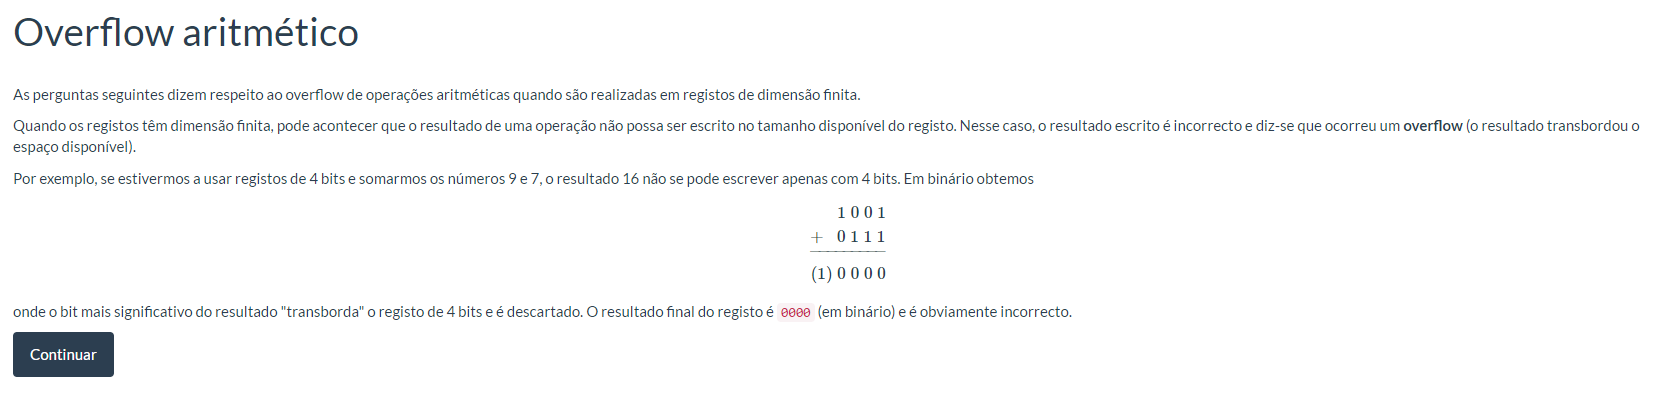 Overflow aritmético
As perguntas seguintes dizem respeito ao overflow de operações aritméticas quando são realizadas em registos de dimensão finita.
Quando os registos têm dimensão finita, pode acontecer que o resultado de uma operação não possa ser escrito no tamanho disponível do registo. Nesse caso, o resultado escrito é incorrecto e diz-se que ocorreu um overflow (o resultado transbordou o
espaço disponível).
Por exemplo, se estivermos a usar registos de 4 bits e somarmos os números 9 e 7, o resultado 16 não se pode escrever apenas com 4 bits. Em binário obtemos
1 0 0 1
+ 0 1 1 1
(1) 0 0 0 0
onde o bit mais significativo do resultado "transborda" o registo de 4 bits e é descartado. O resultado final do registo é 0000 (em binário) e é obviamente incorrecto.
Continuar